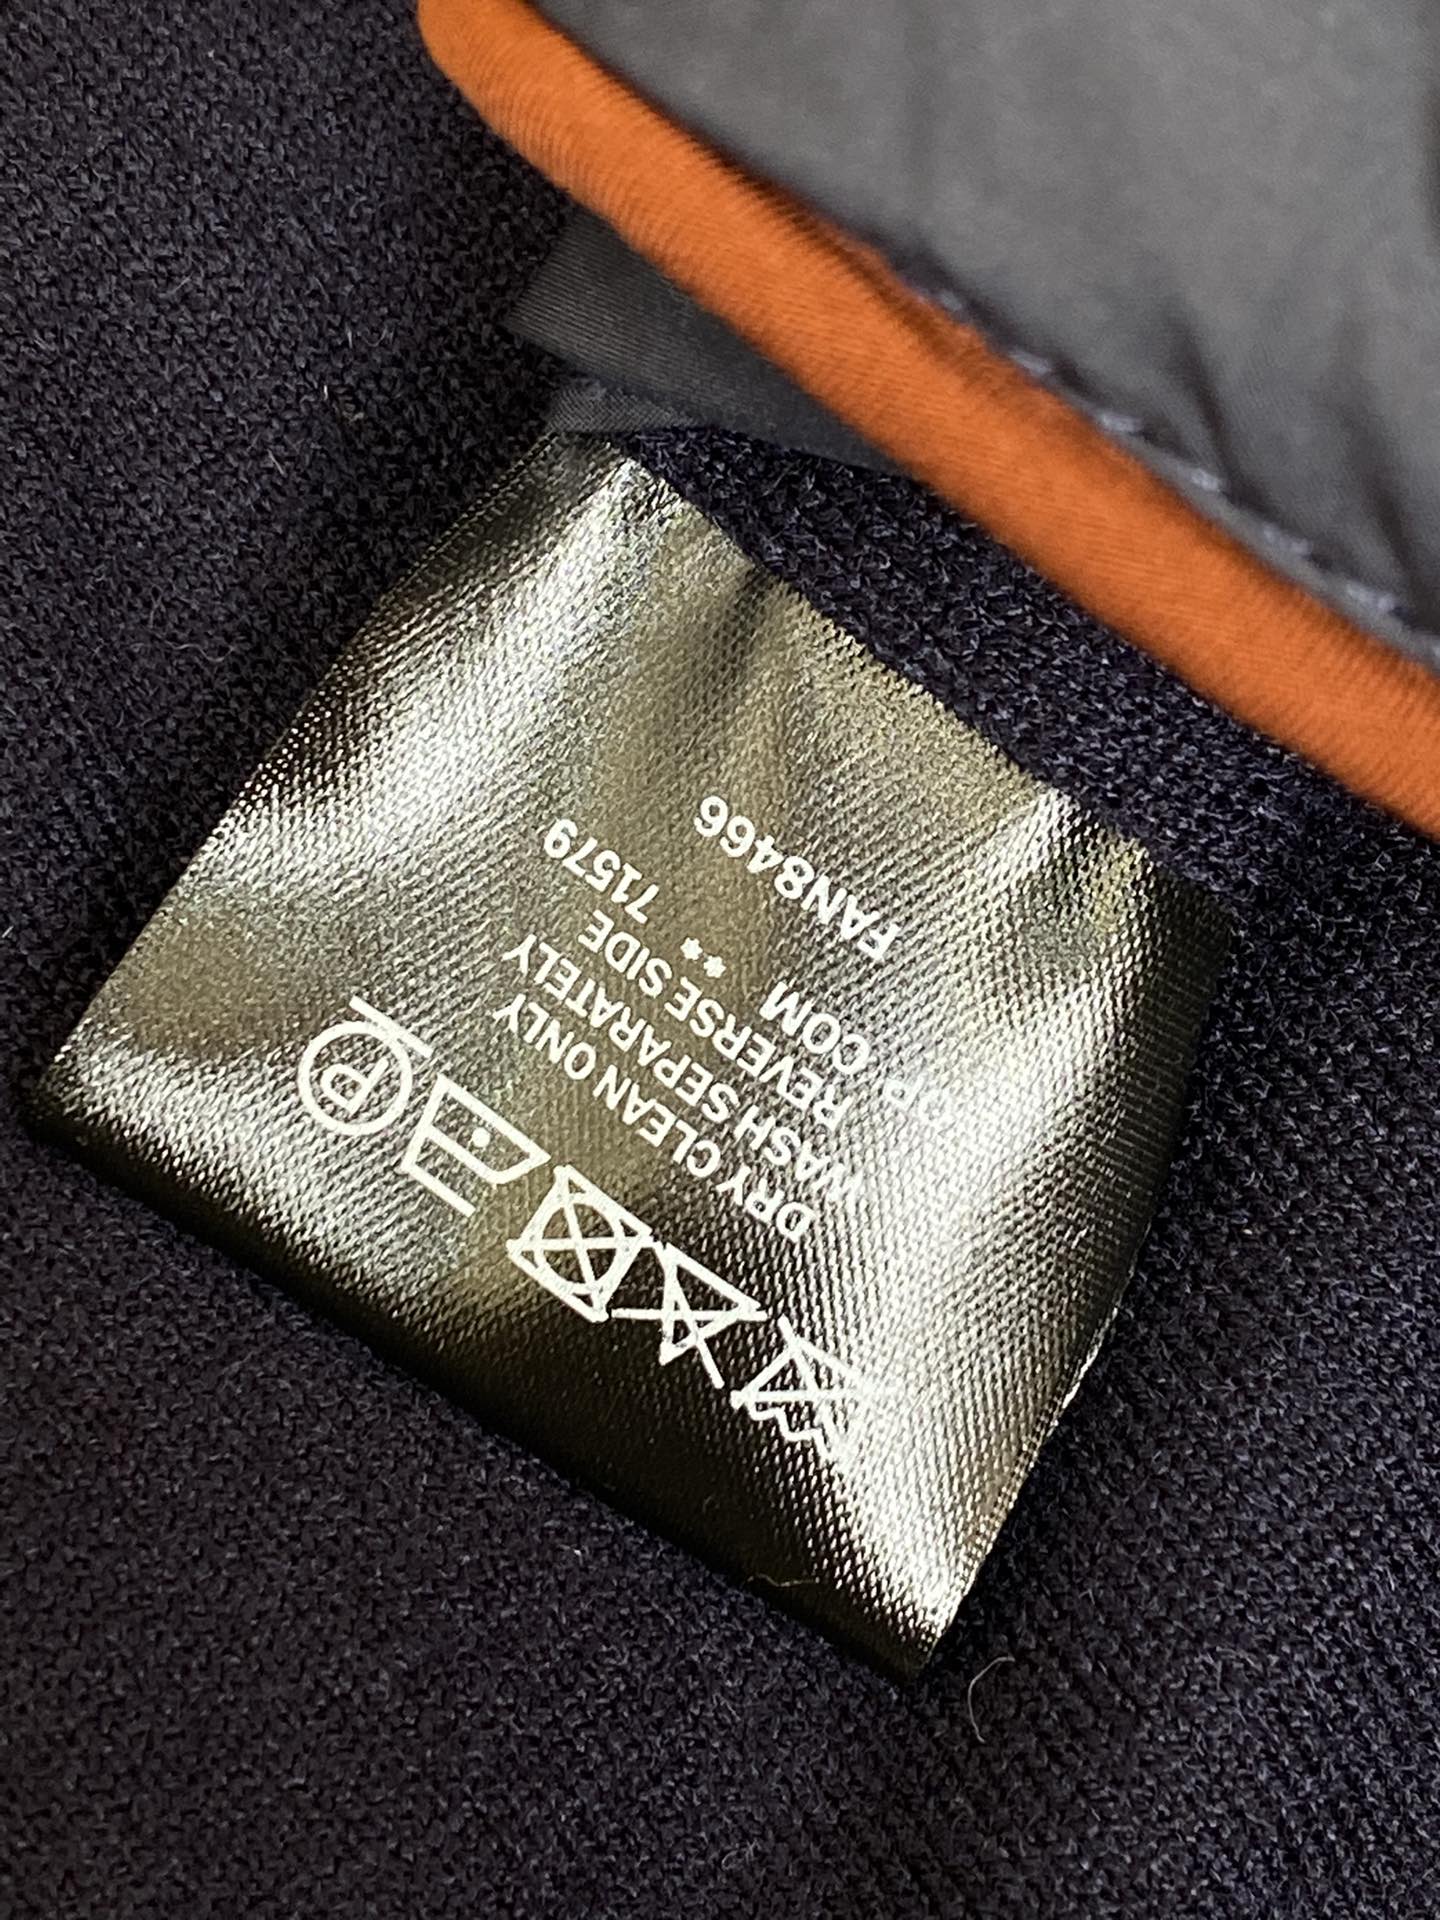 DRY CLEAN ONLY
WASH SEPARATELY
REVERSE SIDE
COM ** 71579
FAN8466
P